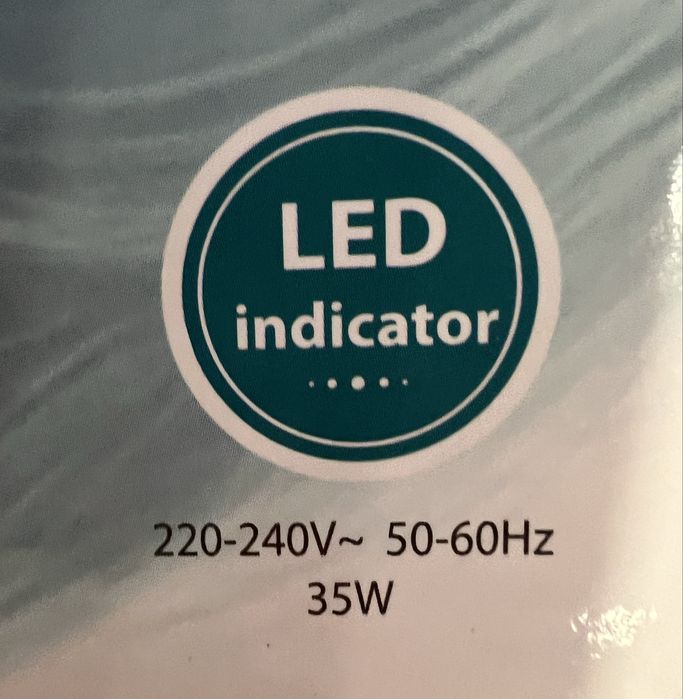 LED
indicator
220-240V~ 50-60Hz
35W